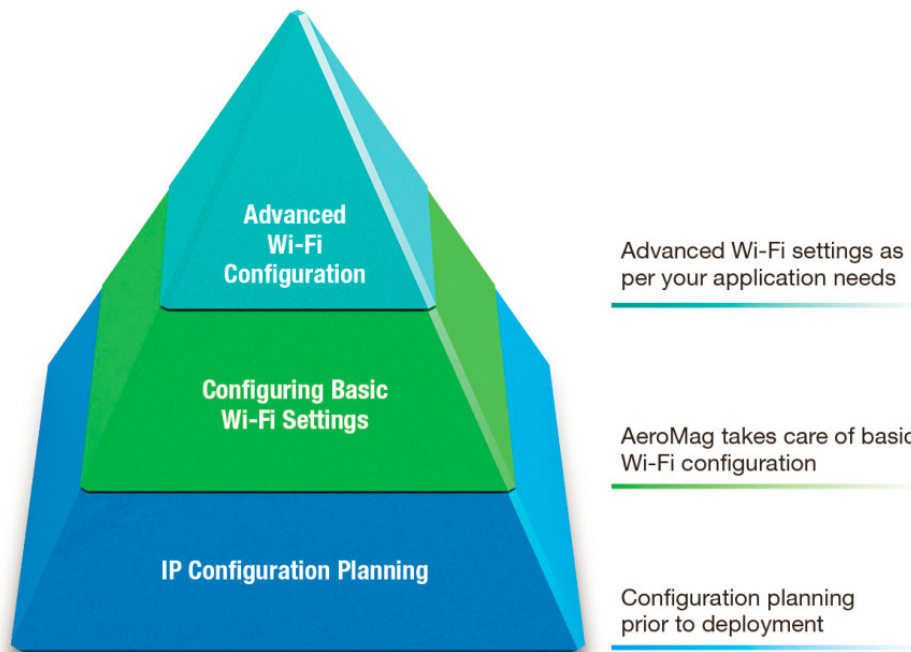 Advanced
Wi-Fi
Configuration
Advanced Wi-Fi settings as
per your application needs
Configuring Basic
Wi-Fi Settings
AeroMag takes care of basic
Wi-Fi configuration
IP Configuration Planning
Configuration planning
prior to deployment